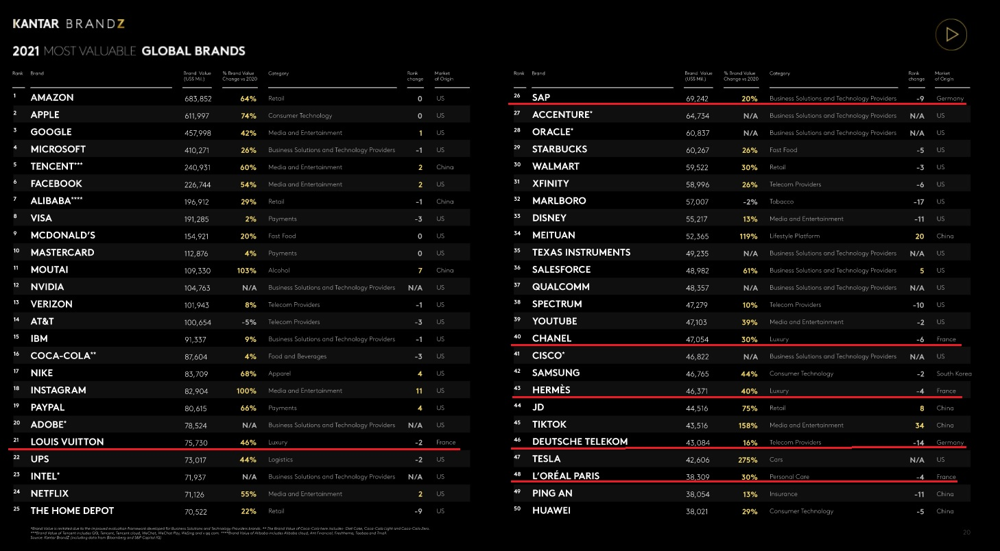 KANTAR BRANDZ
2021 MOST VALUABLE GLOBAL BRANDS
Rank Brand Brand Value (US$ Mil.) % Brand Value Change vs 2020 Category Rank change Market of Origin
1 AMAZON 683,852 64% Retail 0 US
2 APPLE 611,997 74% Consumer Technology 0 US
3 GOOGLE 457,998 42% Media and Entertainment 1 US
4 MICROSOFT 410,271 26% Business Solutions and Technology Providers -1 US
5 TENCENT*** 240,931 60% Media and Entertainment 2 China
6 FACEBOOK 226,744 54% Media and Entertainment 2 US
7 ALIBABA**** 196,912 29% Retail -1 China
8 VISA 191,285 2% Payments -3 US
9 MCDONALD'S 154,921 20% Fast Food 0 US
10 MASTERCARD 112,876 4% Payments 0 US
11 MOUTAI 109,330 103% Alcohol 7 China
12 NVIDIA 104,763 N/A Business Solutions and Technology Providers N/A US
13 VERIZON 101,943 8% Telecom Providers -1 US
14 AT&T 100,654 -5% Telecom Providers -3 US
15 IBM 91,337 9% Business Solutions and Technology Providers -1 US
16 COCA-COLA** 87,604 4% Food and Beverages -3 US
17 NIKE 83,709 68% Apparel 4 US
18 INSTAGRAM 82,904 100% Media and Entertainment 11 US
19 PAYPAL 80,615 66% Payments 4 US
20 ADOBE* 78,524 N/A Business Solutions and Technology Providers N/A US
21 LOUIS VUITTON 75,730 46% Luxury -2 France
22 UPS 73,017 44% Logistics -2 US
23 INTEL* 71,937 N/A Business Solutions and Technology Providers N/A US
24 NETFLIX 71,126 55% Media and Entertainment 2 US
25 THE HOME DEPOT 70,522 22% Retail -9 US
Rank Brand Brand Value (US$ Mil.) % Brand Value Change vs 2020 Category Rank change Market of Origin
26 SAP 69,242 20% Business Solutions and Technology Providers -9 Germany
27 ACCENTURE* 64,734 N/A Business Solutions and Technology Providers N/A US
28 ORACLE* 60,837 N/A Business Solutions and Technology Providers N/A US
29 STARBUCKS 60,267 26% Fast Food -5 US
30 WALMART 59,522 30% Retail -3 US
31 XFINITY 58,996 26% Telecom Providers -6 US
32 MARLBORO 57,007 -2% Tobacco -17 US
33 DISNEY 55,217 13% Media and Entertainment -11 US
34 MEITUAN 52,365 119% Lifestyle Platform 20 China
35 TEXAS INSTRUMENTS 49,235 N/A Business Solutions and Technology Providers N/A US
36 SALESFORCE 48,982 61% Business Solutions and Technology Providers 5 US
37 QUALCOMM 48,357 N/A Business Solutions and Technology Providers N/A US
38 SPECTRUM 47,279 10% Telecom Providers -10 US
39 YOUTUBE 47,103 39% Media and Entertainment -2 US
40 CHANEL 47,054 30% Luxury -6 France
41 CISCO* 46,822 N/A Business Solutions and Technology Providers N/A US
42 SAMSUNG 46,765 44% Consumer Technology -2 South Korea
43 HERMÈS 46,371 40% Luxury -4 France
44 JD 44,516 75% Retail 8 China
45 TIKTOK 43,516 158% Media and Entertainment 34 China
46 DEUTSCHE TELEKOM 43,084 16% Telecom Providers -14 Germany
47 TESLA 42,606 275% Cars N/A US
48 L'ORÉAL PARIS 38,309 30% Personal Care -4 France
49 PING AN 38,054 13% Insurance -11 China
50 HUAWEI 38,021 29% Consumer Technology -5 China
*Brand Value is restated due to the improved evaluation framework developed for Business Solutions and Technology Providers brands. ** The Brand Value of Coca-Cola here includes- Diet Coke, Coca-Cola Light and Coca-Cola Zero.
***Brand Value of Tencent includes QQ, Tencent, Tencent cloud, WeChat, WeChat Pay, WeSing and v.qq.com. ****Brand Value of Alibaba includes Alibaba cloud, Ant Financial, Freshhema, Taobao and Tmall
Source: Kantar BrandZ (including data from Bloomberg and S&P Capital IQ)
20